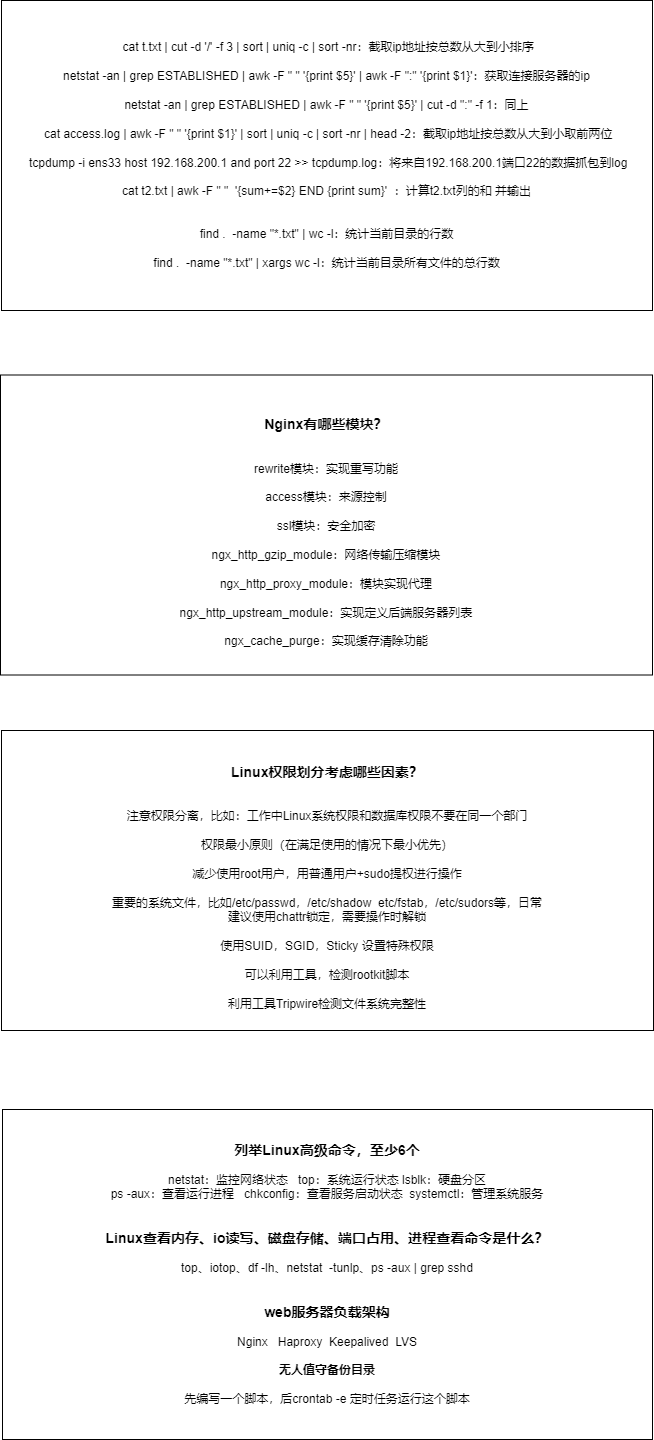 cat t.txt | cut -d '/' -f 3 | sort | uniq -c | sort -nr：截取ip地址按总数从大到小排序
netstat -an | grep ESTABLISHED | awk -F " " '{print $5}' | awk -F ":" '{print $1}'：获取连接服务器的ip
netstat -an | grep ESTABLISHED | awk -F " " '{print $5}' | cut -d ":" -f 1：同上
cat access.log | awk -F " " '{print $1}' | sort | uniq -c | sort -nr | head -2：截取ip地址按总数从大到小取前两位
tcpdump -i ens33 host 192.168.200.1 and port 22 >> tcpdump.log：将来自192.168.200.1端口22的数据抓包到log
cat t2.txt | awk -F " "  '{sum+=$2} END {print sum}'  ：计算t2.txt列的和 并输出
find .  -name "*.txt" | wc -l：统计当前目录的行数
find .  -name "*.txt" | xargs wc -l：统计当前目录所有文件的总行数
Nginx有哪些模块？
rewrite模块：实现重写功能
access模块：来源控制
ssl模块：安全加密
ngx_http_gzip_module：网络传输压缩模块
ngx_http_proxy_module：模块实现代理
ngx_http_upstream_module：实现定义后端服务器列表
ngx_cache_purge：实现缓存清除功能
Linux权限划分考虑哪些因素？
注意权限分离，比如：工作中Linux系统权限和数据库权限不要在同一个部门
权限最小原则（在满足使用的情况下最小优先）
减少使用root用户，用普通用户+sudo提权进行操作
重要的系统文件，比如/etc/passwd，/etc/shadow  etc/fstab，/etc/sudors等，日常
建议使用chattr锁定，需要操作时解锁
使用SUID，SGID，Sticky 设置特殊权限
可以利用工具，检测rootkit脚本
利用工具Tripwire检测文件系统完整性
列举Linux高级命令，至少6个
netstat：监控网络状态   top：系统运行状态 lsblk：硬盘分区
ps -aux：查看运行进程   chkconfig：查看服务启动状态  systemctl：管理系统服务
Linux查看内存、io读写、磁盘存储、端口占用、进程查看命令是什么？
top、iotop、df -lh、netstat  -tunlp、ps -aux | grep sshd
web服务器负载架构
Nginx   Haproxy  Keepalived  LVS
无人值守备份目录
先编写一个脚本，后crontab -e 定时任务运行这个脚本